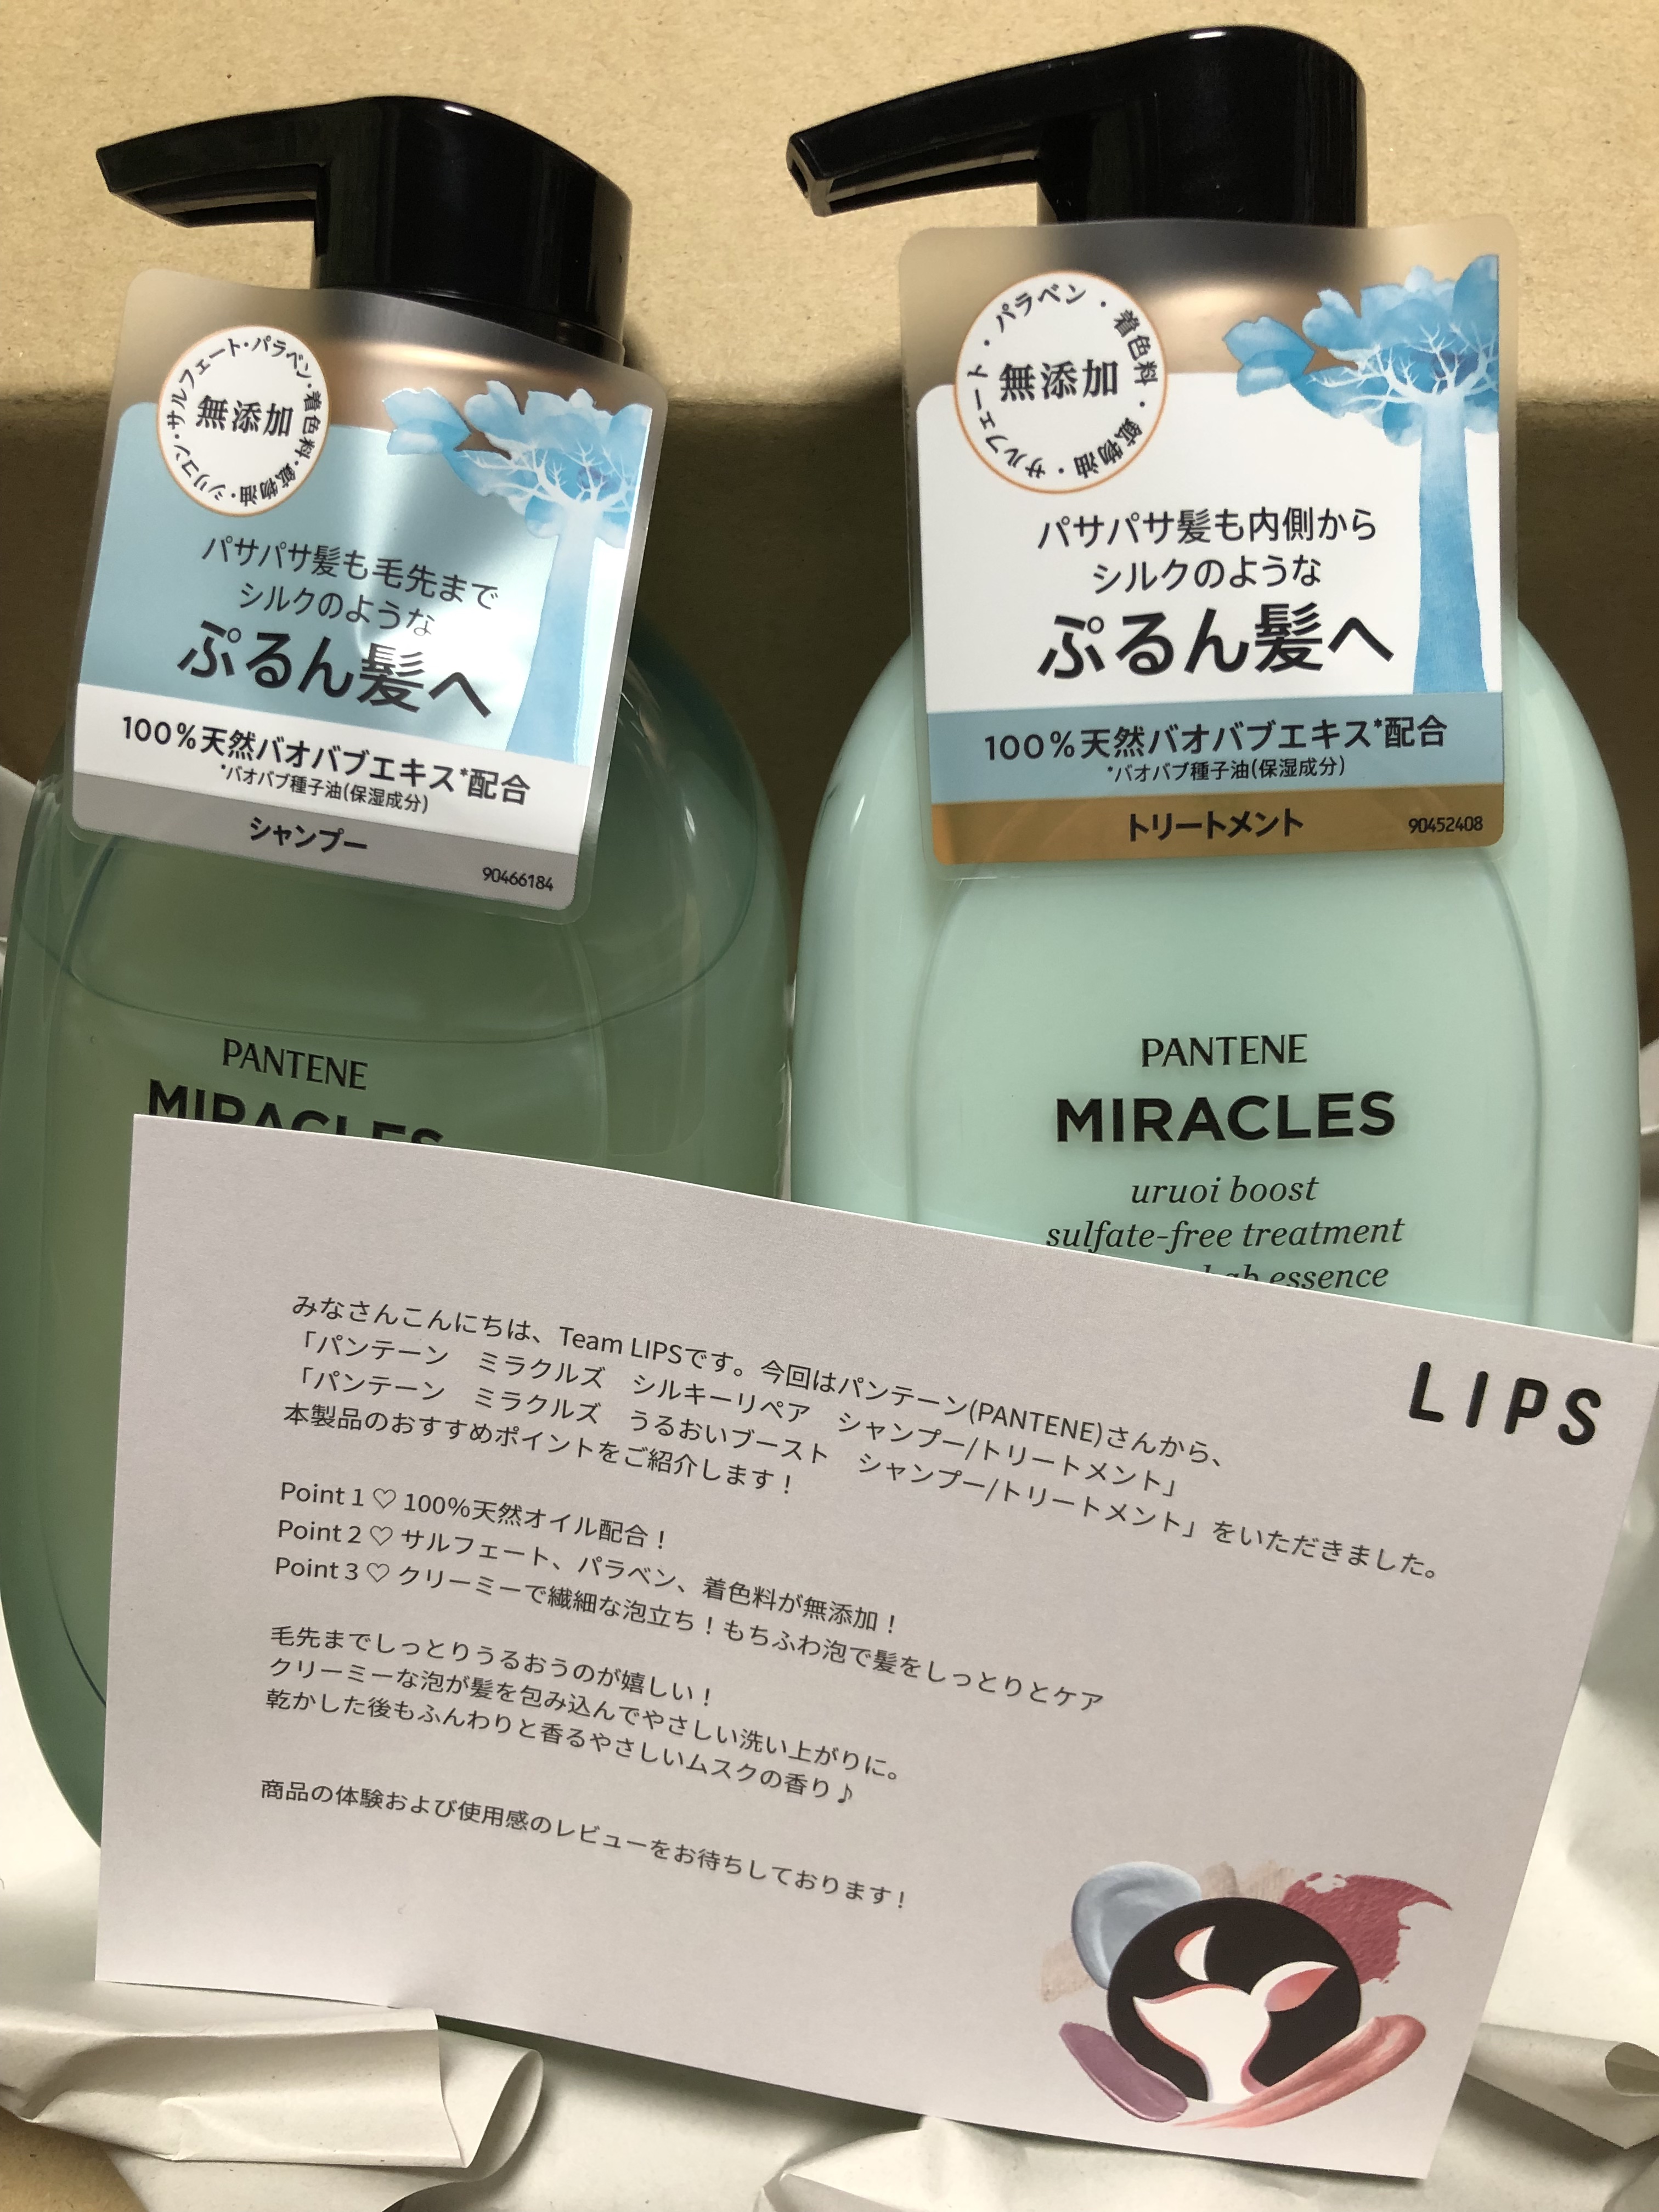 シリコン・サルフェート・パラベン・着色料・鉱物油
無添加
パサパサ髪も毛先まで
シルクのような
ぷるん髪へ
100%天然バオバブエキス*配合
*バオバブ種子油(保湿成分)
シャンプー
90466184
PANTENE
MIRACLES
サルフェート・パラベン・着色料・鉱物油・
無添加
パサパサ髪も内側から
シルクのような
ぷるん髪へ
100%天然バオバブエキス*配合
*バオバブ種子油(保湿成分)
トリートメント
90452408
PANTENE
MIRACLES
uruoi boost
sulfate-free treatment
essence
LIPS
みなさんこんにちは、Team LIPSです。今回はパンテーン(PANTENE)さんから、
「パンテーン　ミラクルズ　シルキーリペア　シャンプー/トリートメント」
「パンテーン　ミラクルズ　うるおいブースト　シャンプー/トリートメント」をいただきました。
本製品のおすすめポイントをご紹介します！
Point 1 ♡ 100%天然オイル配合！
Point 2 ♡ サルフェート、パラベン、着色料が無添加！
Point 3 ♡ クリーミーで繊細な泡立ち！もちふわ泡で髪をしっとりとケア
毛先までしっとりうるおうのが嬉しい！
クリーミーな泡が髪を包み込んでやさしい洗い上がりに。
乾かした後もふんわりと香るやさしいムスクの香り♪
商品の体験および使用感のレビューをお待ちしております！